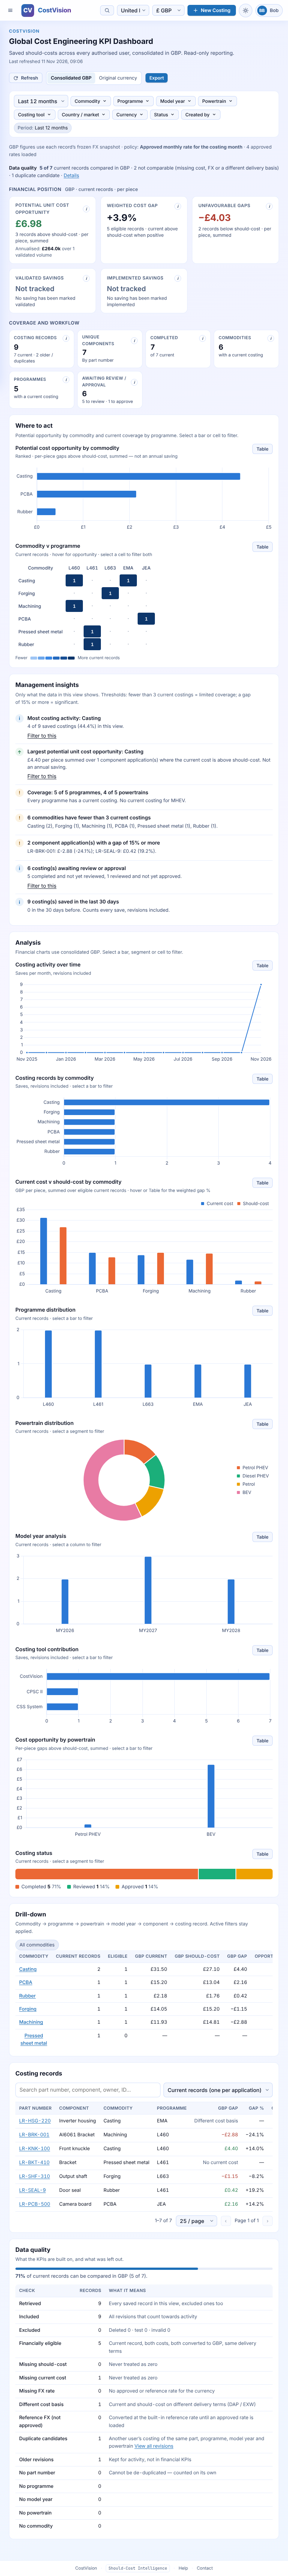 CV CostVision United I £ GBP + New Costing BB Bob
COSTVISION
Global Cost Engineering KPI Dashboard
Saved should-costs across every authorised user, consolidated in GBP. Read-only reporting.
Last refreshed 11 Nov 2026, 09:06
Refresh Consolidated GBP Original currency Export
Last 12 months Commodity Programme Model year Powertrain
Costing tool Country / market Currency Status Created by
Period: Last 12 months
GBP figures use each record's frozen FX snapshot · policy: Approved monthly rate for the costing month · 4 approved
rates loaded
Data quality 5 of 7 current records compared in GBP · 2 not comparable (missing cost, FX or a different delivery basis)
· 1 duplicate candidate · Details
FINANCIAL POSITION GBP · current records · per piece
POTENTIAL UNIT COST
OPPORTUNITY
£6.98
3 records above should-cost · per
piece, summed
Annualised: £264.0k over 1
validated volume
WEIGHTED COST GAP
+3.9%
5 eligible records · current above
should-cost when positive
UNFAVOURABLE GAPS
−£4.03
2 records below should-cost · per
piece, summed
VALIDATED SAVINGS
Not tracked
No saving has been marked
validated
IMPLEMENTED SAVINGS
Not tracked
No saving has been marked
implemented
COVERAGE AND WORKFLOW
COSTING RECORDS
9
7 current · 2 older /
duplicates
UNIQUE
COMPONENTS
7
By part number
COMPLETED
7
of 7 current
COMMODITIES
6
with a current costing
PROGRAMMES
5
with a current costing
AWAITING REVIEW /
APPROVAL
6
5 to review · 1 to approve
Where to act
Potential opportunity by commodity and current coverage by programme. Select a bar or cell to filter.
Potential cost opportunity by commodity Table
Ranked · per-piece gaps above should-cost, summed — not an annual saving
Casting
PCBA
Rubber
£0 £1 £2 £3 £4 £5
Commodity v programme Table
Current records · hover for opportunity · select a cell to filter both
Commodity L460 L461 L663 EMA JEA
Casting 1 · · 1 ·
Forging · · 1 · ·
Machining 1 · · · ·
PCBA · · · · 1
Pressed sheet metal · 1 · · ·
Rubber · 1 · · ·
Fewer More current records
Management insights
Only what the data in this view shows. Thresholds: fewer than 3 current costings = limited coverage; a gap
of 15% or more = significant.
Most costing activity: Casting
4 of 9 saved costings (44.4%) in this view.
Filter to this
Largest potential unit cost opportunity: Casting
£4.40 per piece summed over 1 component application(s) where the current cost is above should-cost. Not
an annual saving.
Filter to this
Coverage: 5 of 5 programmes, 4 of 5 powertrains
Every programme has a current costing. No current costing for MHEV.
6 commodities have fewer than 3 current costings
Casting (2), Forging (1), Machining (1), PCBA (1), Pressed sheet metal (1), Rubber (1).
2 component application(s) with a gap of 15% or more
LR-BRK-001: £-2.88 (-24.1%); LR-SEAL-9: £0.42 (19.2%).
6 costing(s) awaiting review or approval
5 completed and not yet reviewed, 1 reviewed and not yet approved.
Filter to this
9 costing(s) saved in the last 30 days
0 in the 30 days before. Counts every save, revisions included.
Analysis
Financial charts use consolidated GBP. Select a bar, segment or cell to filter.
Costing activity over time Table
Saves per month, revisions included
9
8
7
6
5
4
3
2
1
0
Nov 2025 Jan 2026 Mar 2026 May 2026 Jul 2026 Sep 2026 Nov 2026
Costing records by commodity Table
Saves, revisions included · select a bar to filter
Casting
Forging
Machining
PCBA
Pressed sheet metal
Rubber
0 1 2 3 4
Current cost v should-cost by commodity Table
GBP per piece, summed over eligible current records · hover or Table for the weighted gap %
Current cost Should-cost
£35
£30
£25
£20
£15
£10
£5
£0
Casting PCBA Forging Machining Rubber
Programme distribution Table
Current records · select a bar to filter
2
1
0
L460 L461 L663 EMA JEA
Powertrain distribution Table
Current records · select a segment to filter
Petrol PHEV
Diesel PHEV
Petrol
BEV
Model year analysis Table
Current records · select a column to filter
3
2
1
0
MY2026 MY2027 MY2028
Costing tool contribution Table
Saves, revisions included · select a bar to filter
CostVision
CPSC II
CSS System
0 1 2 3 4 5 6 7
Cost opportunity by powertrain Table
Per-piece gaps above should-cost, summed · select a bar to filter
£7
£6
£5
£4
£3
£2
£1
£0
Petrol PHEV BEV
Costing status Table
Current records · select a segment to filter
Completed 5 71% Reviewed 1 14% Approved 1 14%
Drill-down
Commodity → programme → powertrain → model year → component → costing record. Active filters stay
applied.
All commodities
COMMODITY CURRENT RECORDS ELIGIBLE GBP CURRENT GBP SHOULD-COST GBP GAP OPPORT
Casting 2 1 £31.50 £27.10 £4.40
PCBA 1 1 £15.20 £13.04 £2.16
Rubber 1 1 £2.18 £1.76 £0.42
Forging 1 1 £14.05 £15.20 −£1.15
Machining 1 1 £11.93 £14.81 −£2.88
Pressed
sheet metal 1 0 — — —
Costing records
Search part number, component, owner, ID... Current records (one per application)
PART NUMBER COMPONENT COMMODITY PROGRAMME GBP GAP GAP %
LR-HSG-220 Inverter housing Casting EMA Different cost basis —
LR-BRK-001 Al6061 Bracket Machining L460 −£2.88 −24.1%
LR-KNK-100 Front knuckle Casting L460 £4.40 +14.0%
LR-BKT-410 Bracket Pressed sheet metal L461 No current cost —
LR-SHF-310 Output shaft Forging L663 −£1.15 −8.2%
LR-SEAL-9 Door seal Rubber L461 £0.42 +19.2%
LR-PCB-500 Camera board PCBA JEA £2.16 +14.2%
1–7 of 7 25 / page ‹ Page 1 of 1 ›
Data quality
What the KPIs are built on, and what was left out.
71% of current records can be compared in GBP (5 of 7).
CHECK RECORDS WHAT IT MEANS
Retrieved 9 Every saved record in this view, excluded ones too
Included 9 All revisions that count towards activity
Excluded 0 Deleted 0 · test 0 · invalid 0
Financially eligible 5 Current record, both costs, both converted to GBP, same delivery
terms
Missing should-cost 0 Never treated as zero
Missing current cost 1 Never treated as zero
Missing FX rate 0 No approved or reference rate for the currency
Different cost basis 1 Current and should-cost on different delivery terms (DAP / EXW)
Reference FX (not
approved) 0 Converted at the built-in reference rate until an approved rate is
loaded
Duplicate candidates 1 Another user's costing of the same part, programme, model year and
powertrain View all revisions
Older revisions 1 Kept for activity, not in financial KPIs
No part number 0 Cannot be de-duplicated — counted on its own
No programme 0
No model year 0
No powertrain 0
No commodity 0
CostVision Should-Cost Intelligence Help Contact